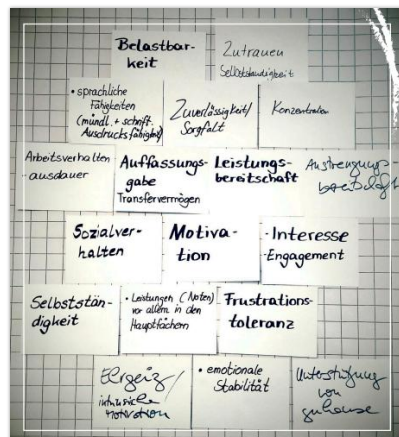 Belastbar-
keit
Zutrauen
Selbstständigkeit
• sprachliche
Fähigkeiten
(mündl. + schriftl.
Ausdrucksfähigkeit)
Zuverlässigkeit/
Sorgfalt
Konzentration
Arbeitsverhalten
-ausdauer
Auffassungs-
gabe
Transfervermögen
Leistungs-
bereitschaft
Anstrengungs-
bereitschaft
Sozialver-
halten
Motiva-
tion
-Interesse
-Engagement
Selbststän-
digkeit
• Leistungen (Noten)
vor allem in den
Hauptfächern
Frustrations-
toleranz
Ehrgeiz/
intrinsische
Motivation
• emotionale
Stabilität
Unterstützung
von
zuhause